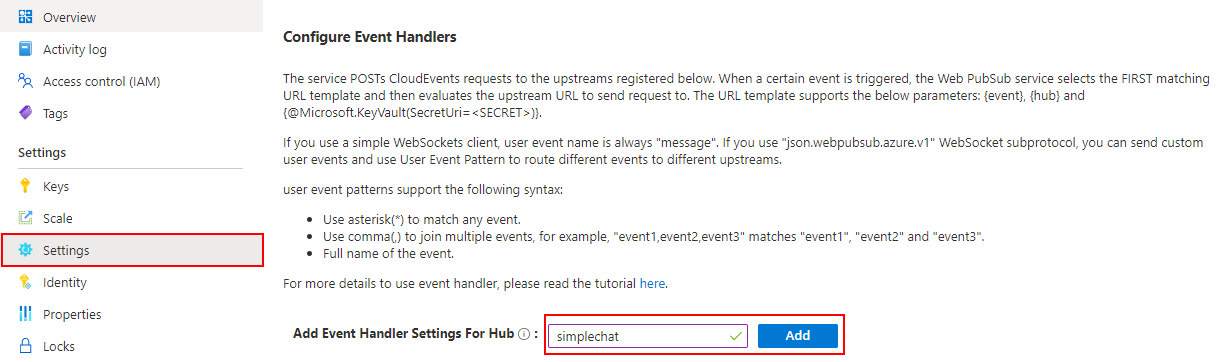 Overview
Activity log
Access control (IAM)
Tags
Settings
Keys
Scale
Settings
Identity
Properties
Locks
Configure Event Handlers
The service POSTs CloudEvents requests to the upstreams registered below. When a certain event is triggered, the Web PubSub service selects the FIRST matching
URL template and then evaluates the upstream URL to send request to. The URL template supports the below parameters: {event}, {hub} and
{@Microsoft.KeyVault(SecretUri=<SECRET>)}.
If you use a simple WebSockets client, user event name is always "message". If you use "json.webpubsub.azure.v1" WebSocket subprotocol, you can send custom
user events and use User Event Pattern to route different events to different upstreams.
user event patterns support the following syntax:
• Use asterisk(*) to match any event.
• Use comma(,) to join multiple events, for example, "event1,event2,event3" matches "event1", "event2" and "event3".
• Full name of the event.
For more details to use event handler, please read the tutorial here.
Add Event Handler Settings For Hub ⓘ : simplechat Add